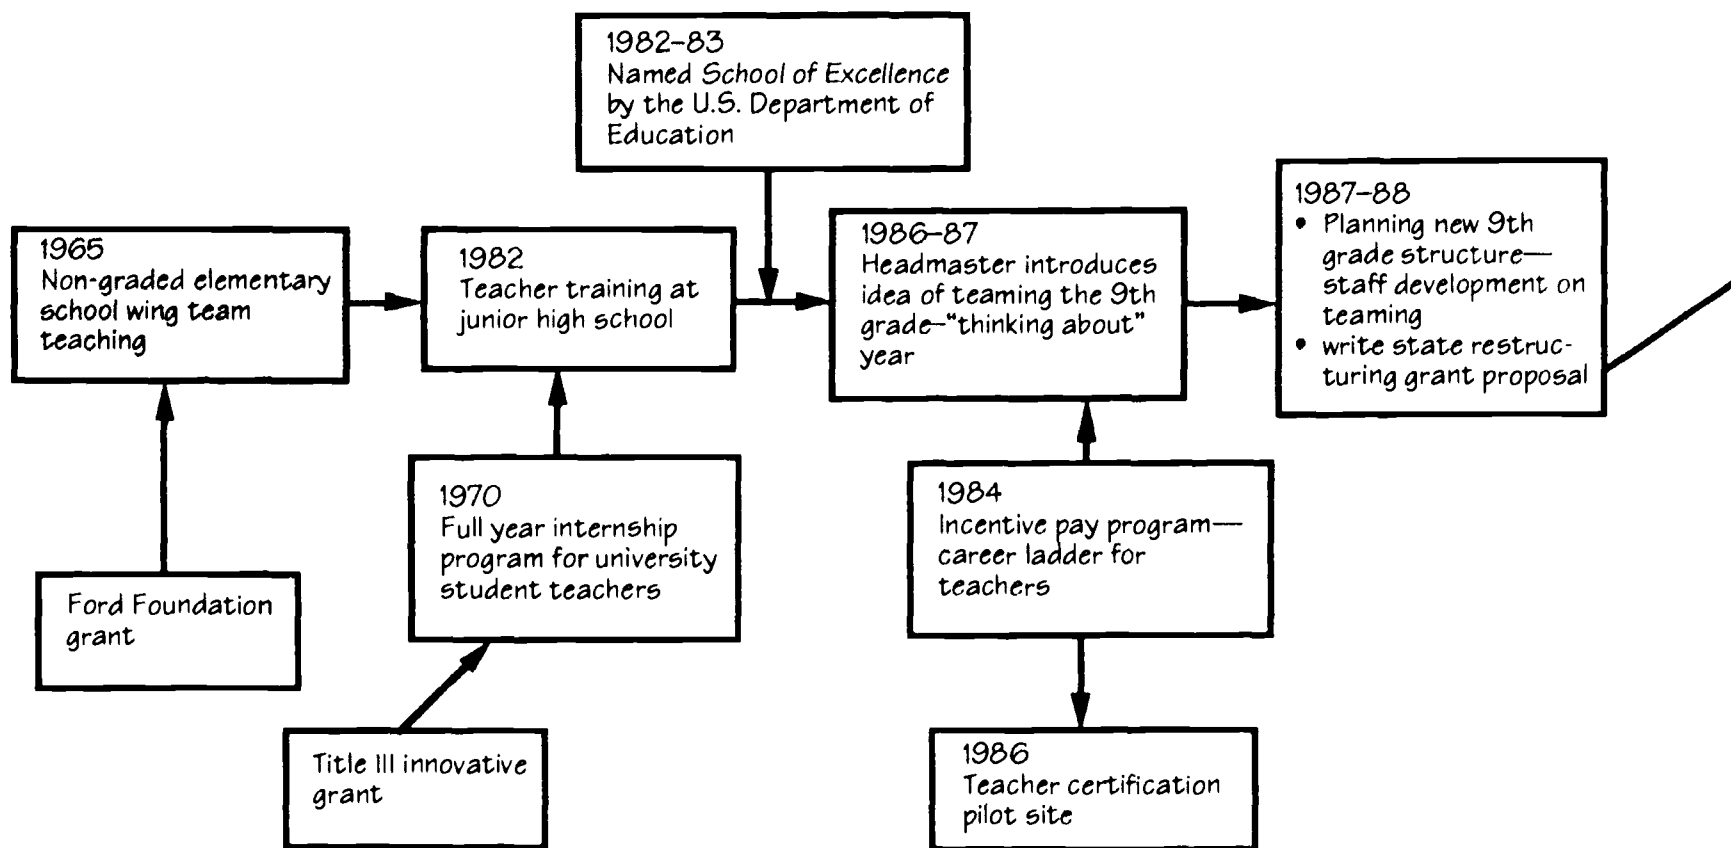 1982–83
Named School of Excellence
by the U.S. Department of
Education
1965
Non-graded elementary
school wing team
teaching
1982
Teacher training at
junior high school
1986–87
Headmaster introduces
idea of teaming the 9th
grade—"thinking about"
year
1987–88
• Planning new 9th
grade structure—
staff development on
teaming
• write state restruc-
turing grant proposal
Ford Foundation
grant
1970
Full year internship
program for university
student teachers
1984
Incentive pay program—
career ladder for
teachers
Title III innovative
grant
1986
Teacher certification
pilot site